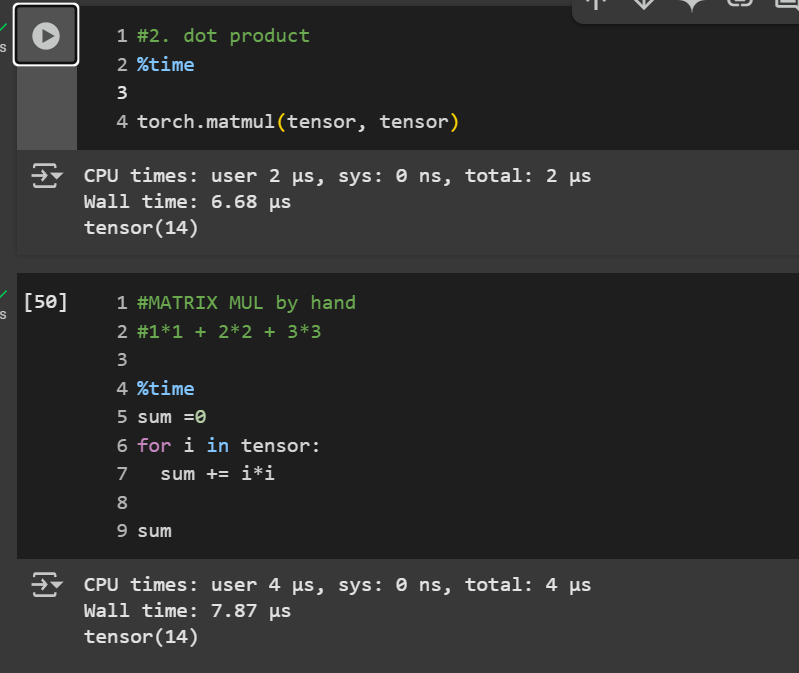 1 #2. dot product
2 %time
3
4 torch.matmul(tensor, tensor)
CPU times: user 2 µs, sys: 0 ns, total: 2 µs
Wall time: 6.68 µs
tensor(14)
s
[50]
1 #MATRIX MUL by hand
2 #1*1 + 2*2 + 3*3
3
4 %time
5 sum =0
6 for i in tensor:
7   sum += i*i
8
9 sum
s
CPU times: user 4 µs, sys: 0 ns, total: 4 µs
Wall time: 7.87 µs
tensor(14)